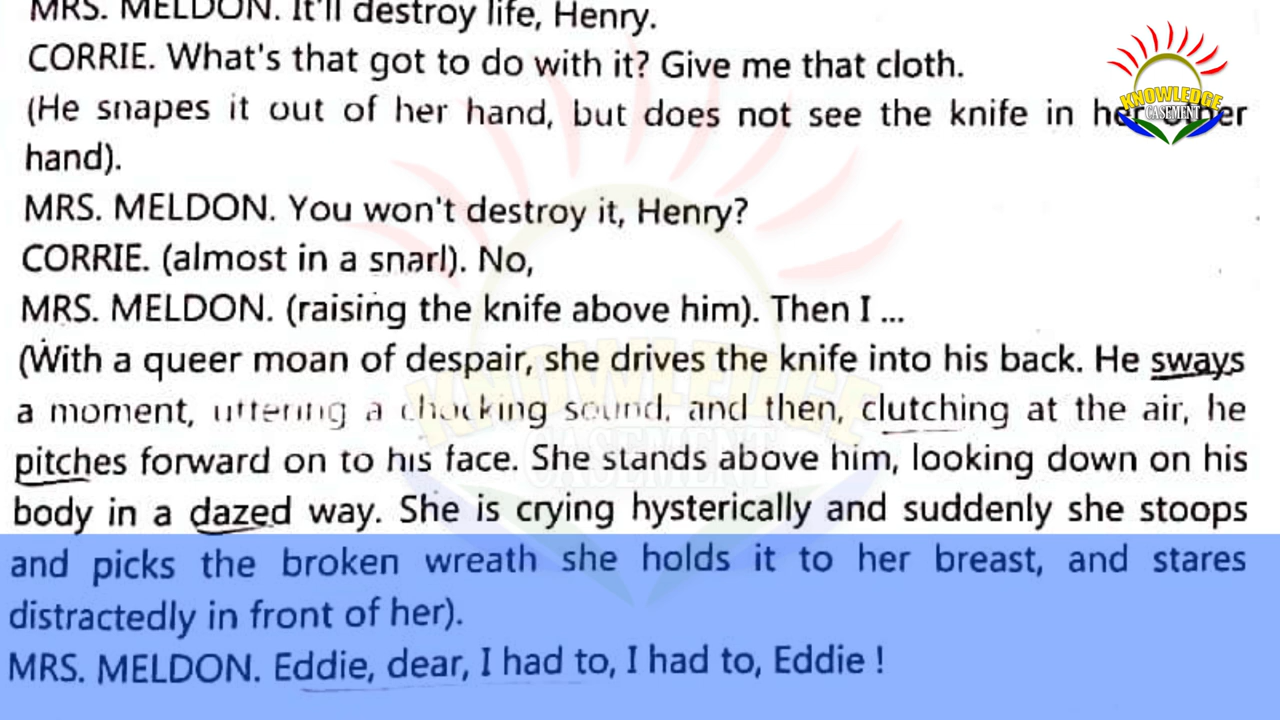 MRS. MELDON. It'll destroy life, Henry.
CORRIE. What's that got to do with it? Give me that cloth.
(He snapes it out of her hand, but does not see the knife in her other
hand).
MRS. MELDON. You won't destroy it, Henry?
CORRIE. (almost in a snarl). No,
MRS. MELDON. (raising the knife above him). Then I ...
(With a queer moan of despair, she drives the knife into his back. He sways
a moment, uttering a chocking sound, and then, clutching at the air, he
pitches forward on to his face. She stands above him, looking down on his
body in a dazed way. She is crying hysterically and suddenly she stoops
and picks the broken wreath she holds it to her breast, and stares
distractedly in front of her).
MRS. MELDON. Eddie, dear, I had to, I had to, Eddie !
KNOWLEDGE
CASEMENT
KNOWLEDGE
CASEMENT